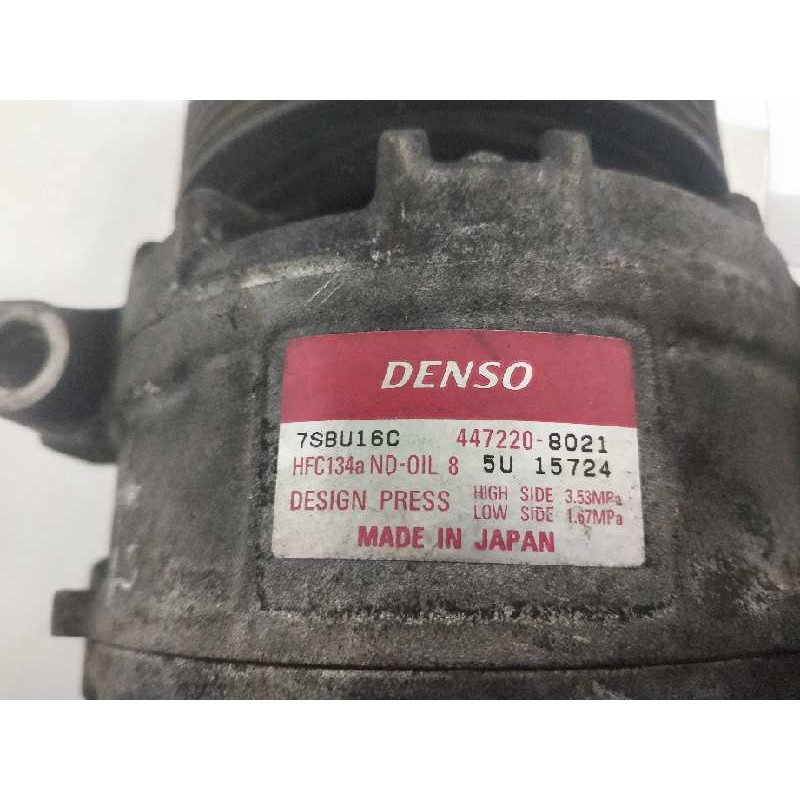 DENSO
7SBU16C 447220-8021
HFC134a ND-OIL 8 5U 15724
DESIGN PRESS HIGH SIDE 3.53MPa
LOW SIDE 1.67MPa
MADE IN JAPAN